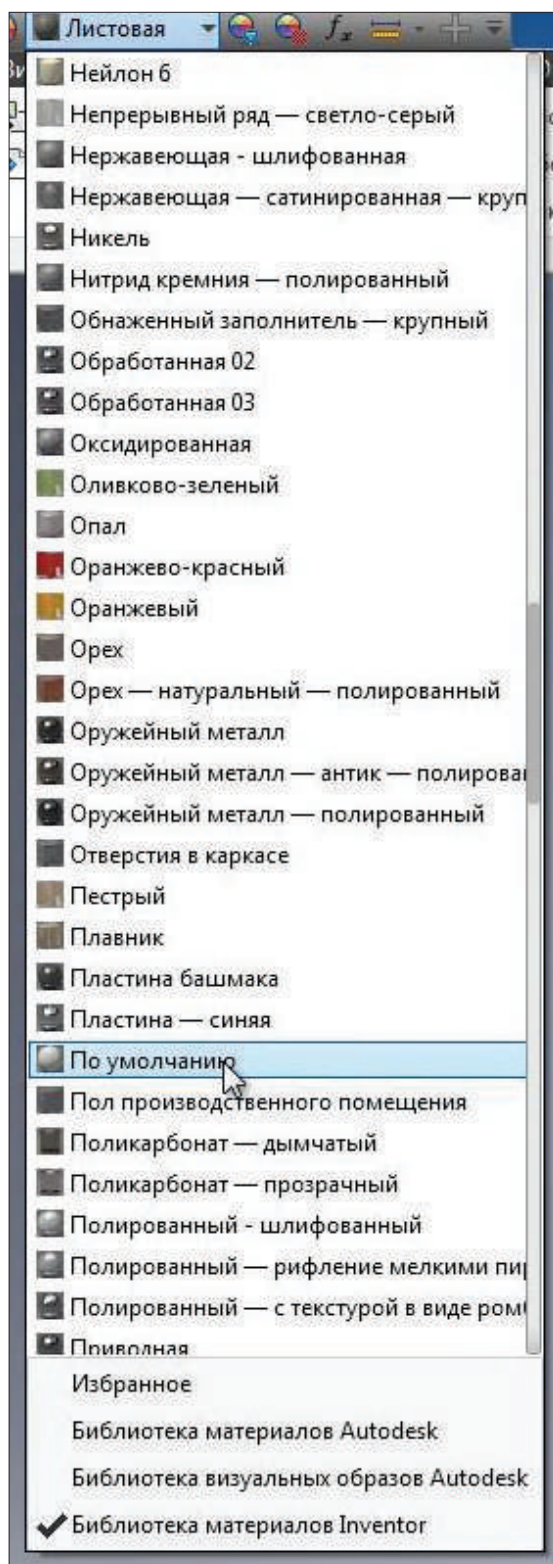 Листовая
Нейлон 6
Непрерывный ряд — светло-серый
Нержавеющая - шлифованная
Нержавеющая — сатинированная — круп
Никель
Нитрид кремния — полированный
Обнаженный заполнитель — крупный
Обработанная 02
Обработанная 03
Оксидированная
Оливково-зеленый
Опал
Оранжево-красный
Оранжевый
Орех
Орех — натуральный — полированный
Оружейный металл
Оружейный металл — антик — полирова
Оружейный металл — полированный
Отверстия в каркасе
Пестрый
Плавник
Пластина башмака
Пластина — синяя
По умолчанию
Пол производственного помещения
Поликарбонат — дымчатый
Поликарбонат — прозрачный
Полированный - шлифованный
Полированный — рифление мелкими пи
Полированный — с текстурой в виде ром
Приводная
Избранное
Библиотека материалов Autodesk
Библиотека визуальных образов Autodesk
Библиотека материалов Inventor